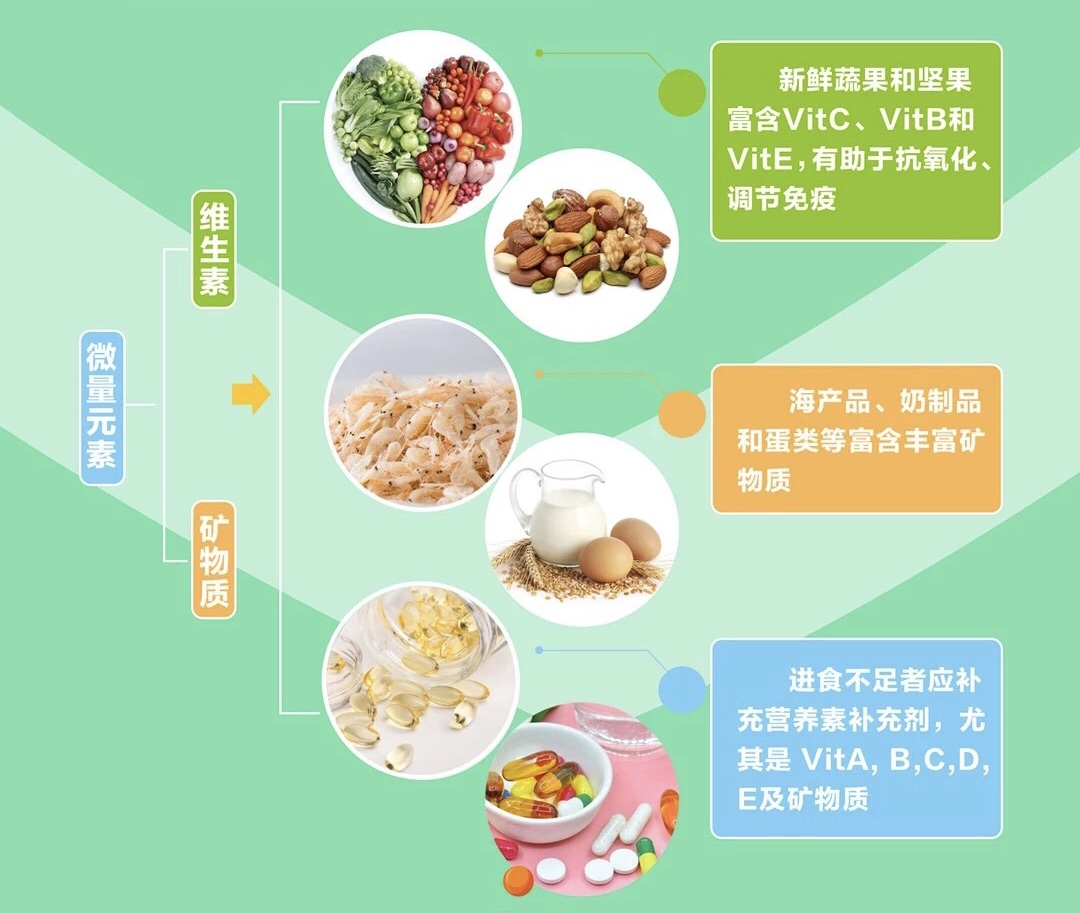 微量元素
维生素
矿物质
新鲜蔬果和坚果
富含VitC、VitB和
VitE,有助于抗氧化、
调节免疫
海产品、奶制品
和蛋类等富含丰富矿
物质
进食不足者应补
充营养素补充剂，尤
其是 VitA, B,C,D,
E及矿物质